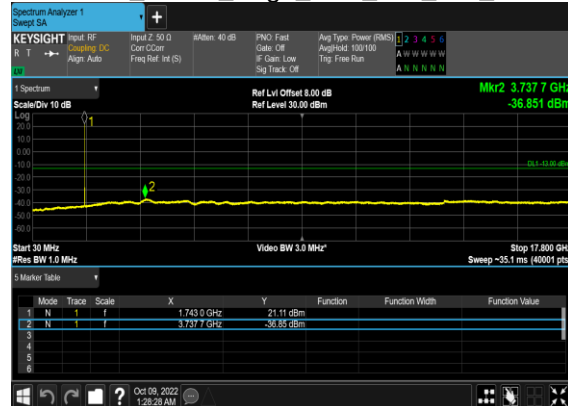 Spectrum Analyzer 1
Swept SA
+
KEYSIGHT Input: RF Input Z: 50 Ω #Atten: 40 dB PNO: Fast Avg Type: Power (RMS) 1 2 3 4 5 6
R T Coupling: DC Corr CCorr Gate: Off Avg|Hold: 100/100 A W W W W W
Align: Auto Freq Ref: Int (S) IF Gain: Low Trig: Free Run
Sig Track: Off A N N N N N
LXI
1 Spectrum Ref Lvl Offset 8.00 dB Mkr2 3.737 7 GHz
Scale/Div 10 dB Ref Level 30.00 dBm -36.851 dBm
Log
1
20.0
10.0
0.00
-10.0
DL1 -13.00 dBm
-20.0
-30.0
2
-40.0
-50.0
-60.0
Start 30 MHz Video BW 3.0 MHz* Stop 17.800 GHz
#Res BW 1.0 MHz Sweep ~35.1 ms (40001 pts)
5 Marker Table
Mode Trace Scale X Y Function Function Width Function Value
1 N 1 f 1.743 0 GHz 21.11 dBm
2 N 1 f 3.737 7 GHz -36.85 dBm
3
4
5
6
? Oct 09, 2022
1:28:28 AM